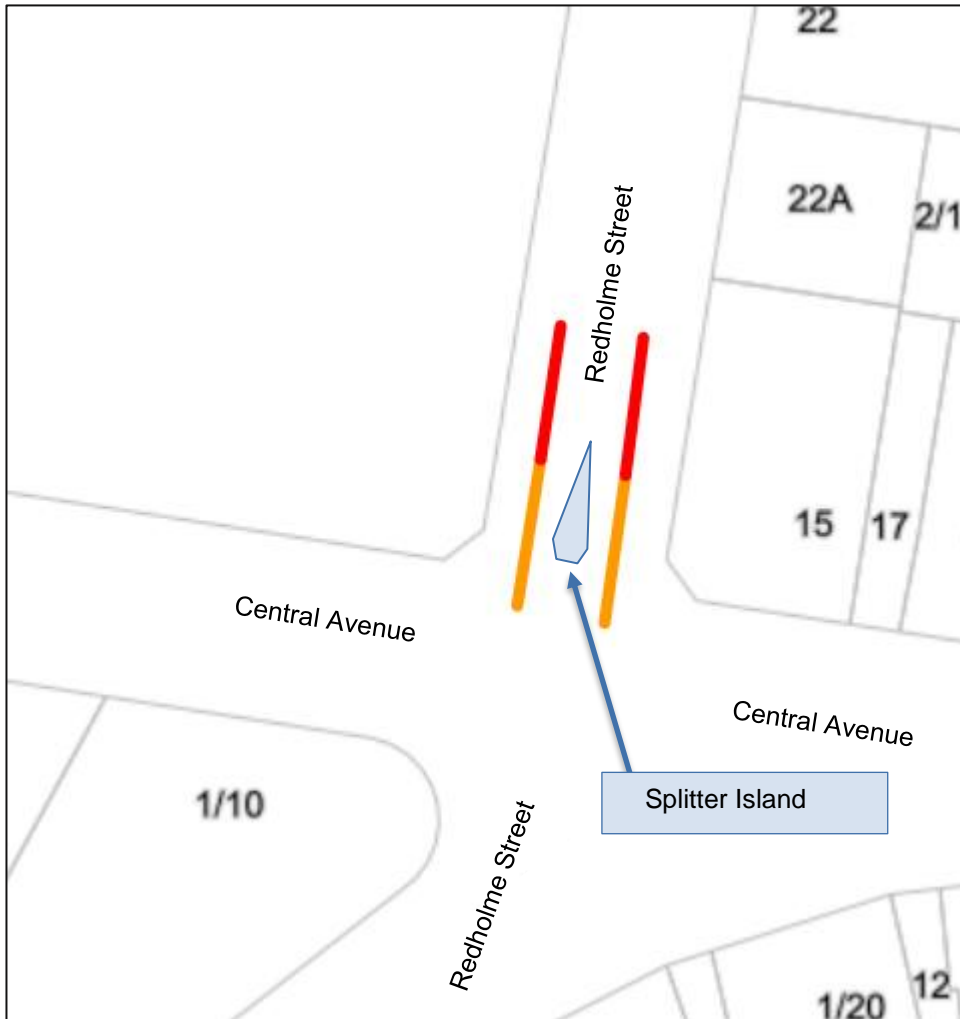 22
22A
2/1
Redholme Street
15
17
Central Avenue
Central Avenue
Splitter Island
1/10
Redholme Street
12
1/20